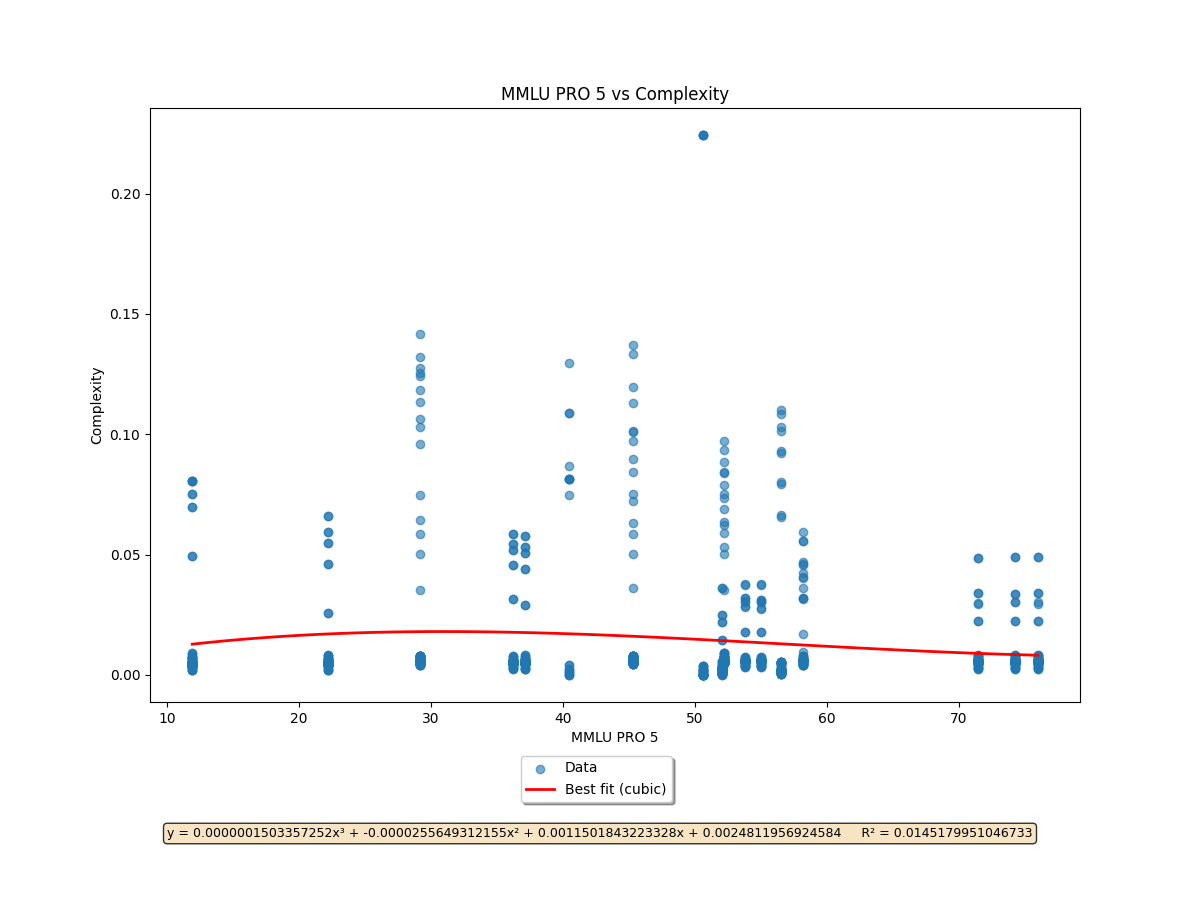 MMLU PRO 5 vs Complexity
0.20
0.15
0.10
0.05
0.00
Complexity
10 20 30 40 50 60 70
MMLU PRO 5
Data
Best fit (cubic)
y = 0.0000001503357252x³ + -0.0000255649312155x² + 0.0011501843223328x + 0.0024811956924584 R² = 0.0145179951046733